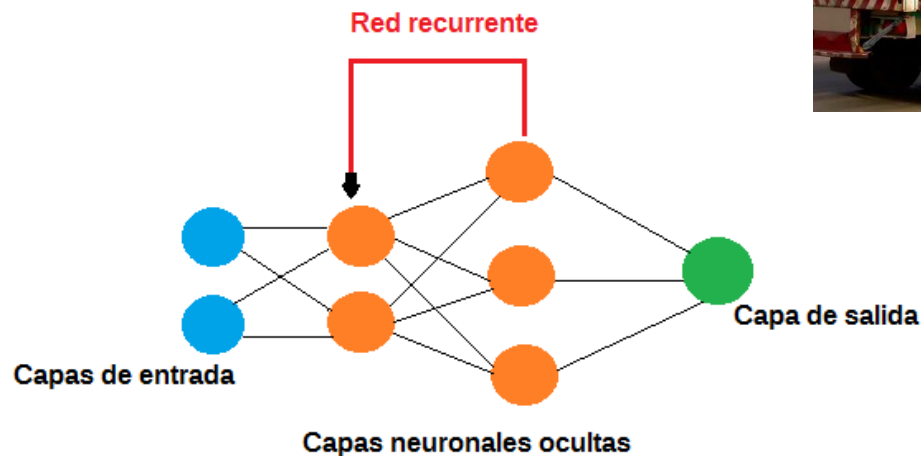 Red recurrente
Capa de salida
Capas de entrada
Capas neuronales ocultas